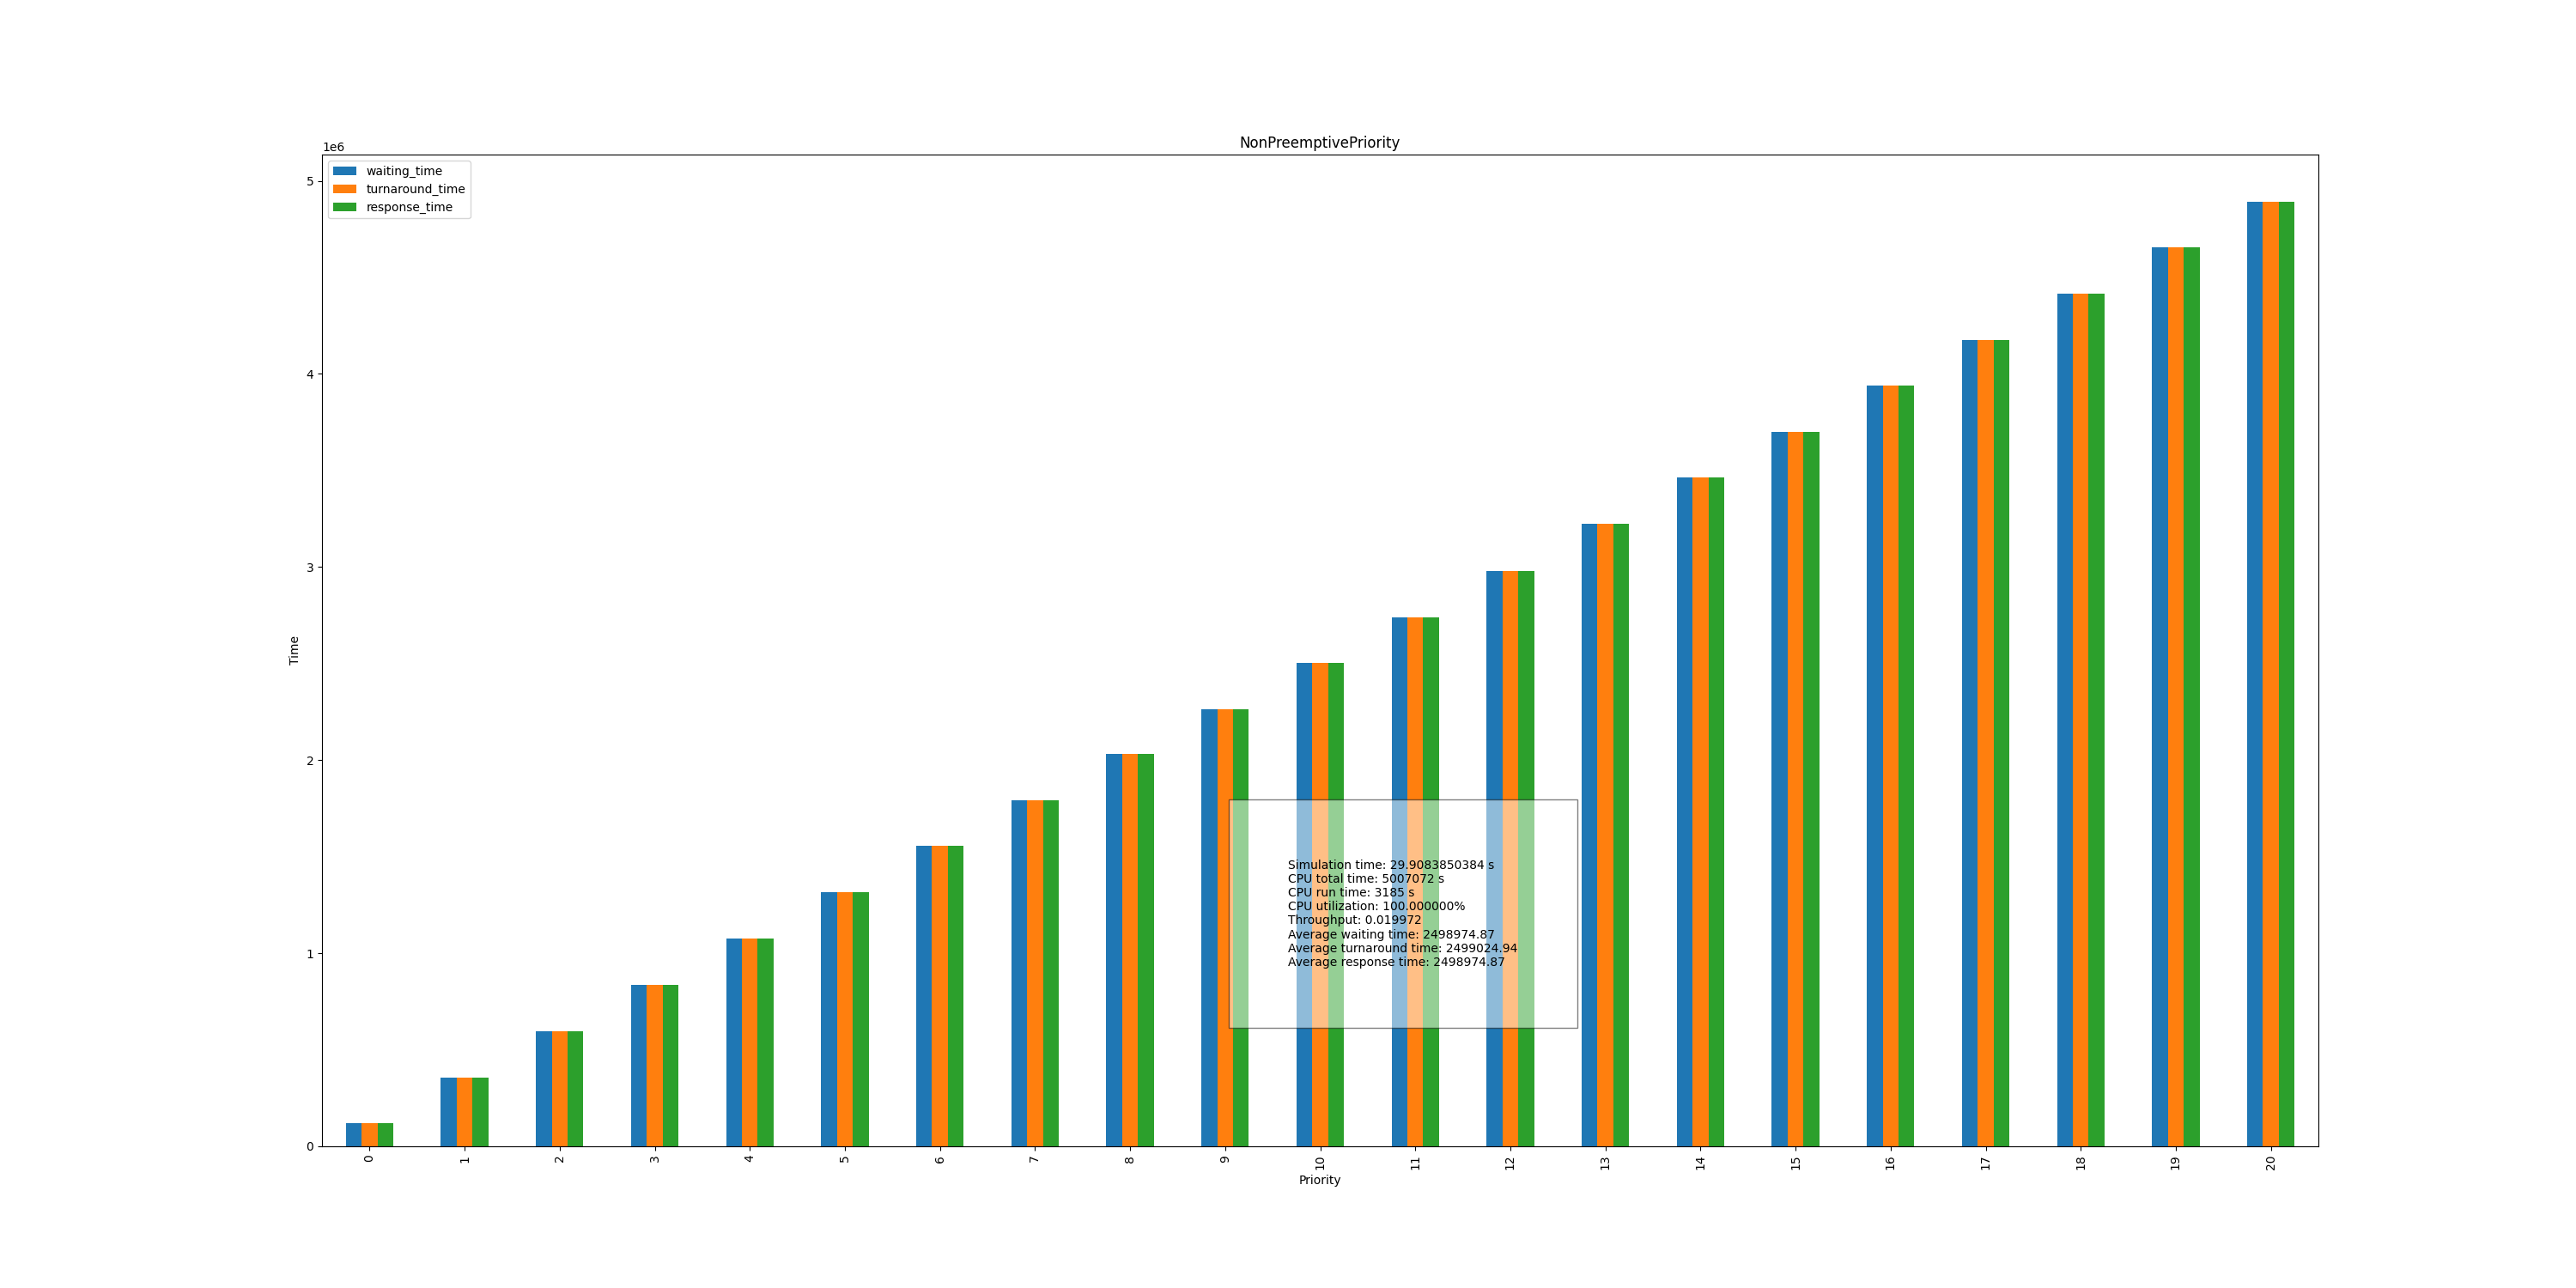 NonPreemptivePriority
1e6
waiting_time
turnaround_time
response_time
5
4
3
2
1
0
Time
Simulation time: 29.9083850384 s
CPU total time: 5007072 s
CPU run time: 3185 s
CPU utilization: 100.000000%
Throughput: 0.019972
Average waiting time: 2498974.87
Average turnaround time: 2499024.94
Average response time: 2498974.87
0 1 2 3 4 5 6 7 8 9 10 11 12 13 14 15 16 17 18 19 20
Priority